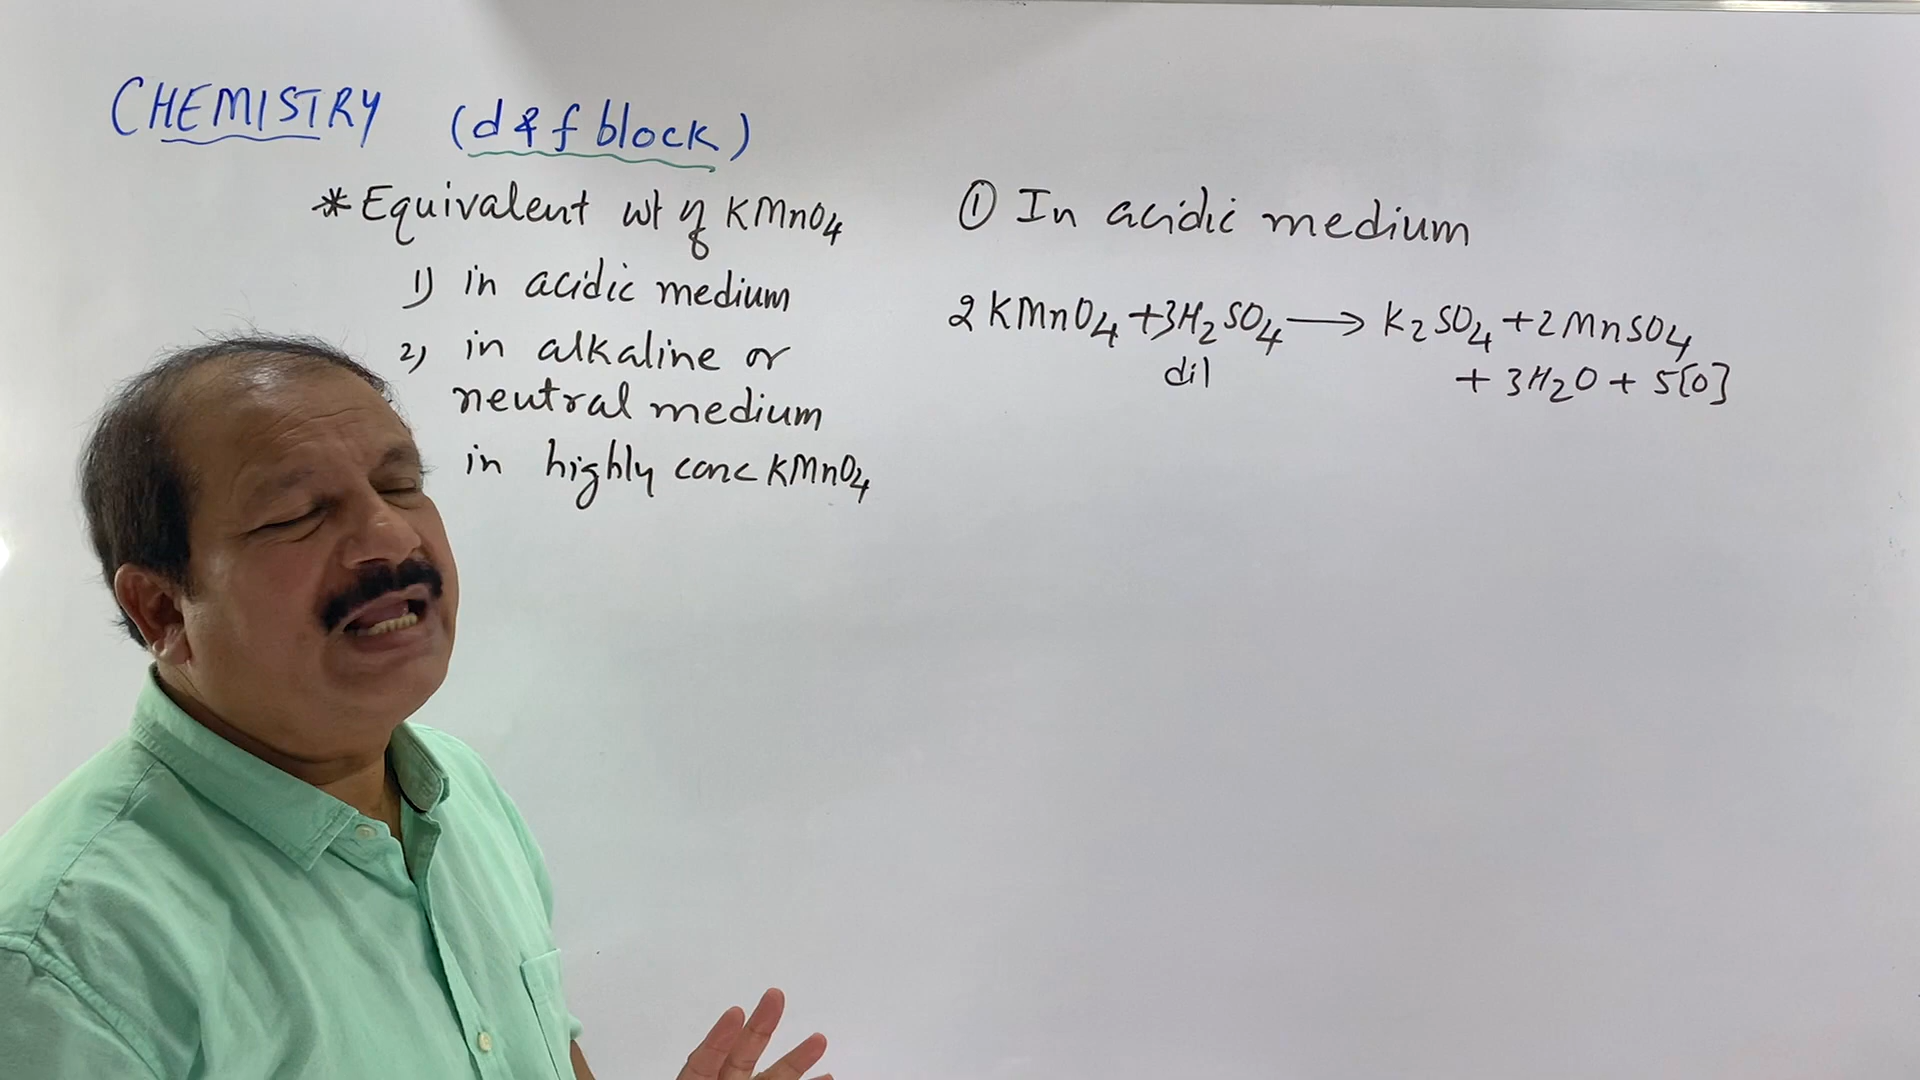 CHEMISTRY (d & f block)
* Equivalent wt of KMnO4
1) in acidic medium
2) in alkaline or
neutral medium
in highly conc KMnO4
① In acidic medium
2KMnO4 + 3H2SO4 ⟶ K2SO4 + 2MnSO4
dil + 3H2O + 5[O]